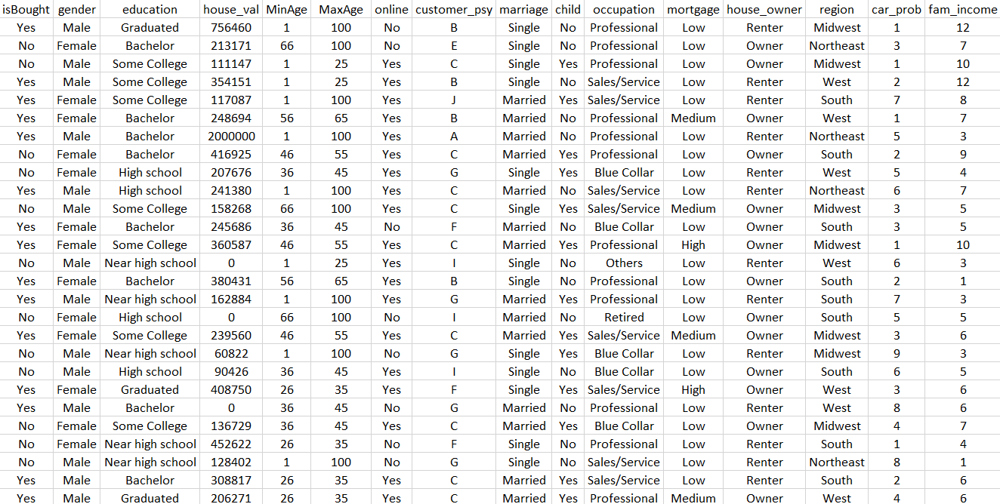 isBought gender education house_val MinAge MaxAge online customer_psy marriage child occupation mortgage house_owner region car_prob fam_income
Yes Male Graduated 756460 1 100 No B Single No Professional Low Renter Midwest 1 12
No Female Bachelor 213171 66 100 No E Single No Professional Low Owner Northeast 3 7
No Male Some College 111147 1 25 Yes C Single Yes Professional Low Owner Midwest 1 10
Yes Male Some College 354151 1 25 Yes B Single No Sales/Service Low Renter West 2 12
Yes Female Some College 117087 1 100 Yes J Married Yes Sales/Service Low Renter South 7 8
Yes Female Bachelor 248694 56 65 Yes B Married No Professional Medium Owner West 1 7
Yes Male Bachelor 2000000 1 100 Yes A Married No Professional Low Renter Northeast 5 3
No Female Bachelor 416925 46 55 Yes C Married Yes Professional Low Owner South 2 9
No Female High school 207676 36 45 Yes G Single Yes Blue Collar Low Renter West 5 4
Yes Male High school 241380 1 100 Yes C Married No Sales/Service Low Renter Northeast 6 7
No Male Some College 158268 66 100 Yes C Single Yes Sales/Service Medium Owner Midwest 3 5
Yes Female Bachelor 245686 36 45 No F Married No Blue Collar Low Owner South 3 5
Yes Female Some College 360587 46 55 Yes C Married Yes Professional High Owner Midwest 1 10
No Male Near high school 0 1 25 Yes I Single No Others Low Renter West 6 3
Yes Female Bachelor 380431 56 65 Yes B Single No Professional Low Owner South 2 1
Yes Male Near high school 162884 1 100 Yes G Married Yes Professional Low Renter South 7 3
No Female High school 0 66 100 No I Married No Retired Low Owner South 5 5
Yes Female Some College 239560 46 55 Yes C Married Yes Sales/Service Medium Owner Midwest 3 6
No Male Near high school 60822 1 100 No G Single Yes Blue Collar Low Renter Midwest 9 3
No Male High school 90426 36 45 Yes I Single No Blue Collar Low Owner South 6 5
Yes Female Graduated 408750 26 35 Yes F Single Yes Sales/Service High Owner West 3 6
Yes Male Bachelor 0 36 45 No G Married No Professional Low Renter West 8 6
No Female Some College 136729 36 45 Yes C Married Yes Blue Collar Low Owner Midwest 4 7
No Female Near high school 452622 26 35 No F Single No Professional Low Renter South 1 4
No Male Near high school 128402 1 100 No G Single No Sales/Service Low Renter Northeast 8 1
Yes Male Bachelor 308817 26 35 Yes C Married Yes Sales/Service Low Renter South 2 6
Yes Male Graduated 206271 26 35 Yes C Married Yes Professional Medium Owner West 4 6